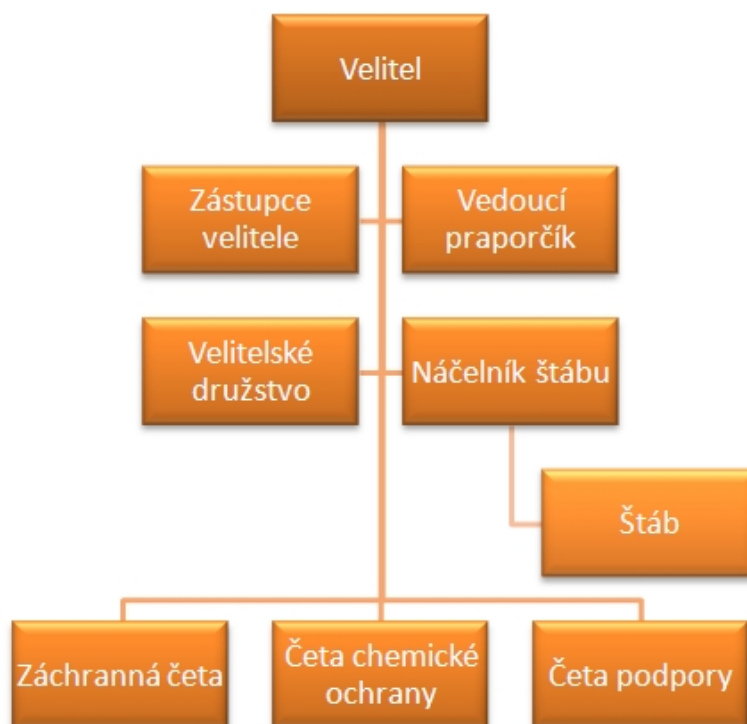 Velitel
Zástupce
velitele
Vedoucí
praporčík
Velitelské
družstvo
Náčelník štábu
Štáb
Záchranná četa
Četa chemické
ochrany
Četa podpory